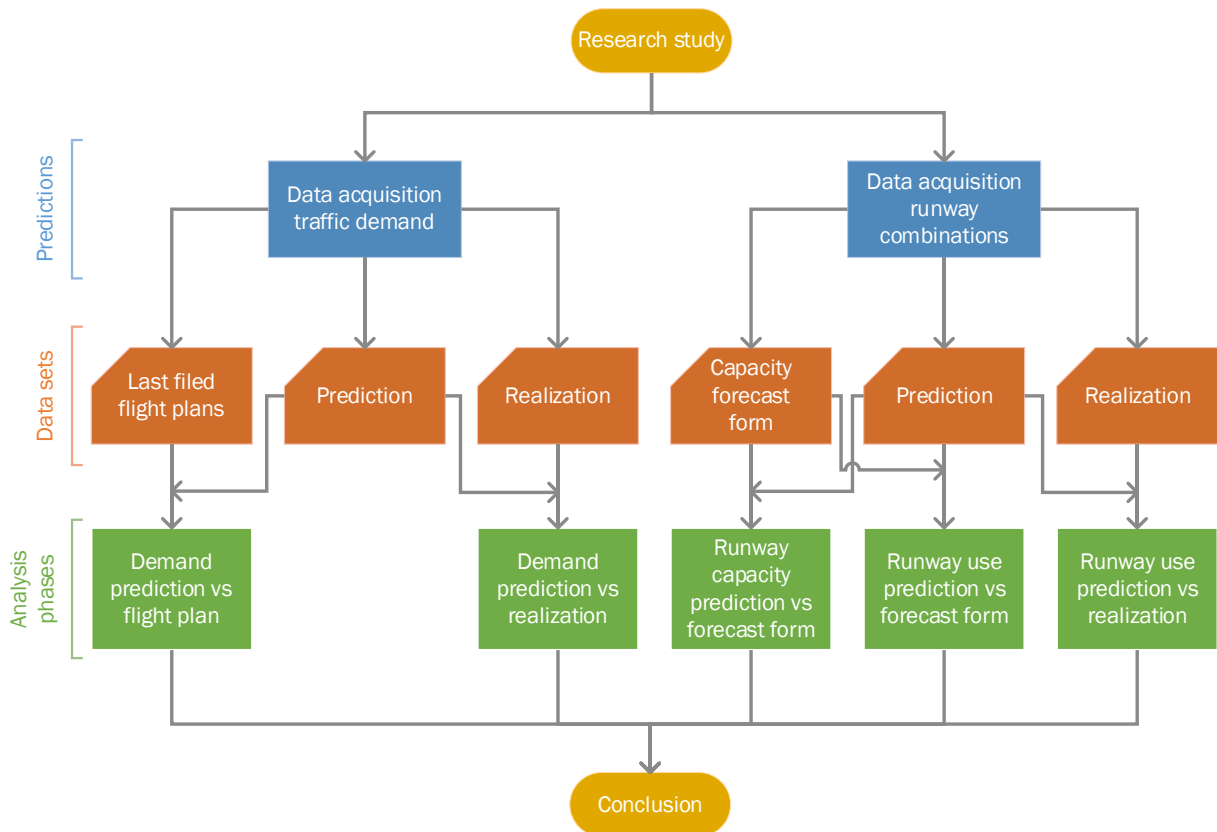 Research study
Predictions
Data acquisition
traffic demand
Data acquisition
runway
combinations
Data sets
Last filed
flight plans
Prediction
Realization
Capacity
forecast
form
Prediction
Realization
Analysis
phases
Demand
prediction vs
flight plan
Demand
prediction vs
realization
Runway
capacity
prediction vs
forecast form
Runway use
prediction vs
forecast form
Runway use
prediction vs
realization
Conclusion